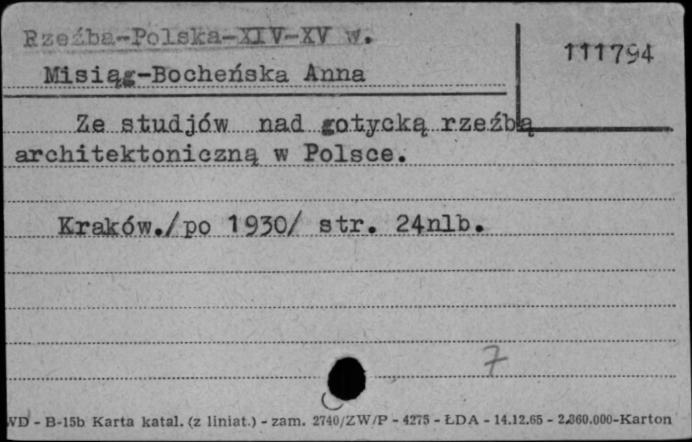 Rzeźba-Polska-XIV-XV w.
111794
Misiąg-Bocheńska Anna
Ze studjów nad gotycką rzeźbą
architektoniczną w Polsce.
Kraków./po 1930/ str. 24nlb.
7
WD - B-15b Karta katal. (z liniat.) - zam. 2740/ZW/P - 4275 - ŁDA - 14.12.65 - 2.860.000-Karton